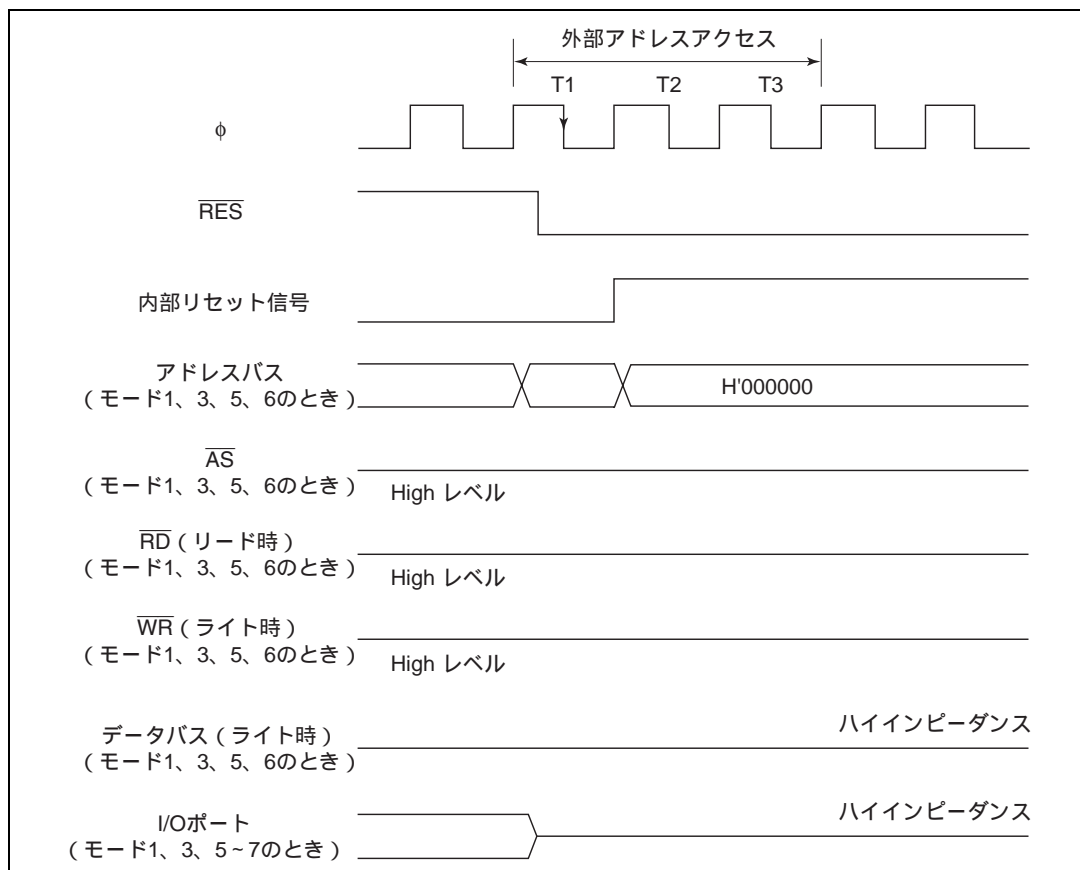 外部アドレスアクセス
T1 T2 T3
φ
RES
内部リセット信号
アドレスバス
(モード1、3、5、6のとき)
H'000000
AS
(モード1、3、5、6のとき)
High レベル
RD(リード時)
(モード1、3、5、6のとき)
High レベル
WR(ライト時)
(モード1、3、5、6のとき)
High レベル
データバス(ライト時)
(モード1、3、5、6のとき)
ハイインピーダンス
I/Oポート
(モード1、3、5~7のとき)
ハイインピーダンス